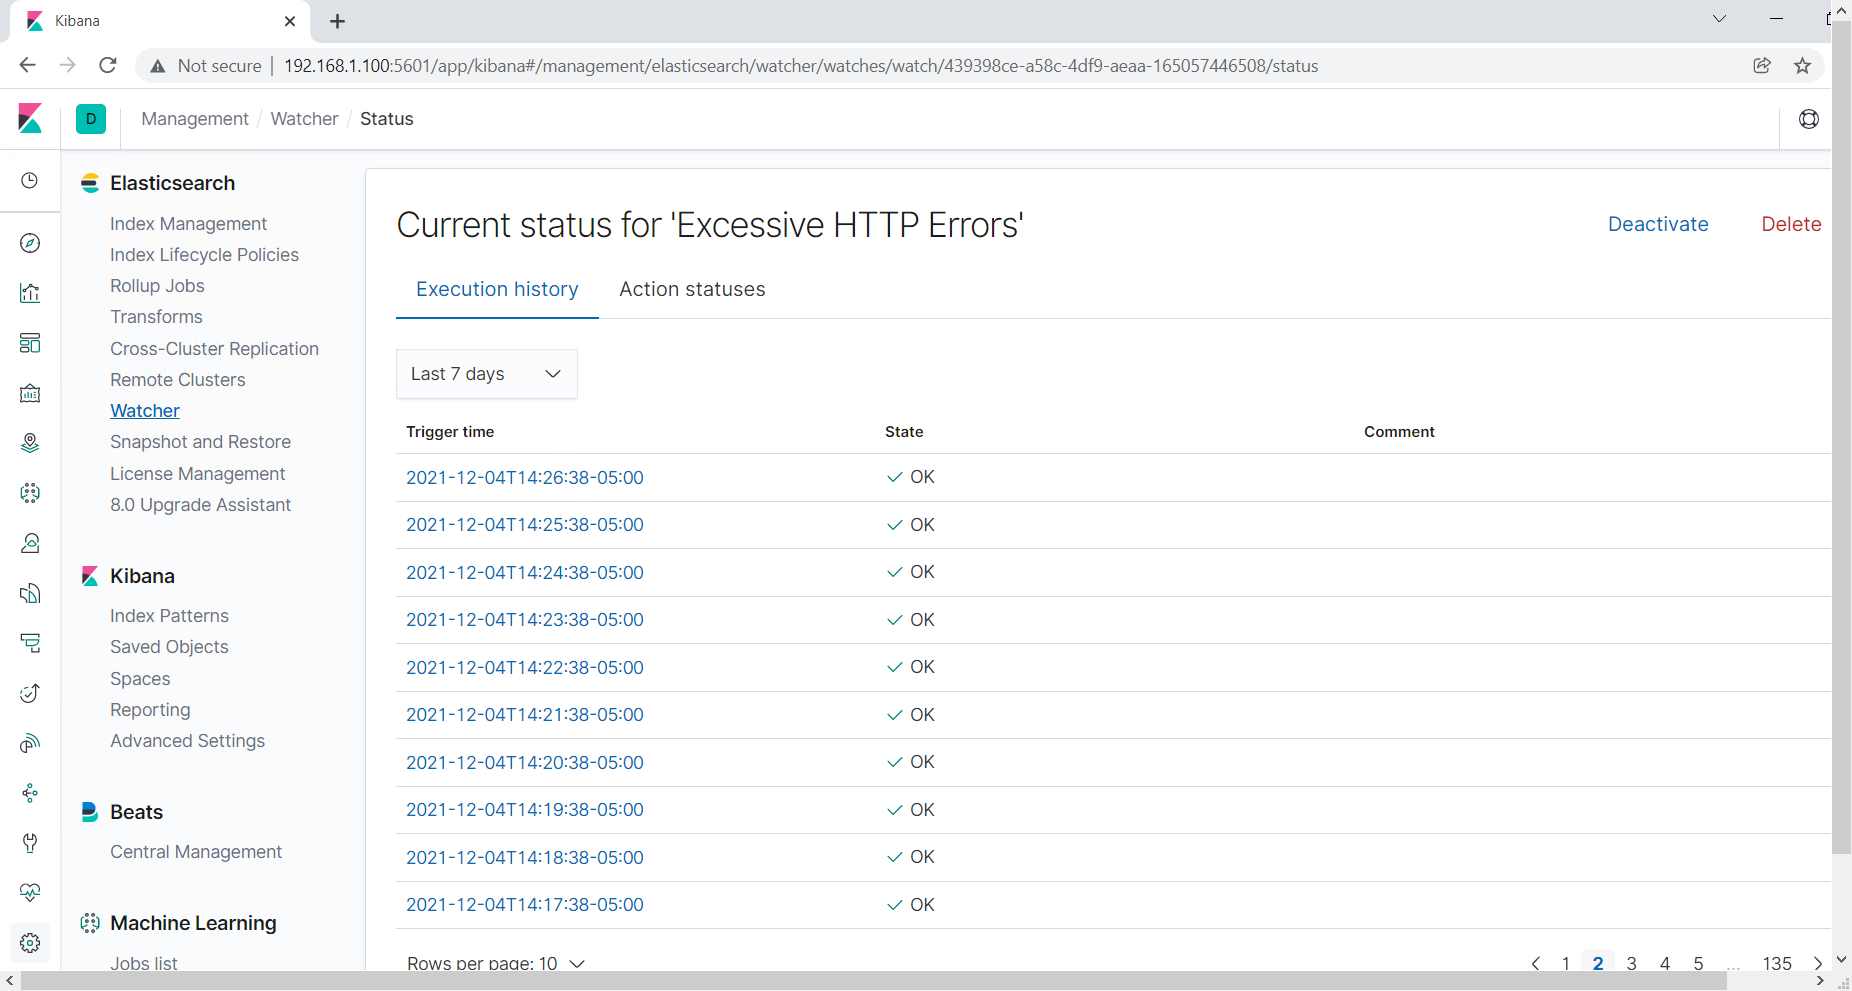 Kibana
Not secure 192.168.1.100:5601/app/kibana#/management/elasticsearch/watcher/watches/watch/439398ce-a58c-4df9-aeaa-165057446508/status
D Management / Watcher / Status
Elasticsearch
Index Management
Index Lifecycle Policies
Rollup Jobs
Transforms
Cross-Cluster Replication
Remote Clusters
Watcher
Snapshot and Restore
License Management
8.0 Upgrade Assistant
Kibana
Index Patterns
Saved Objects
Spaces
Reporting
Advanced Settings
Beats
Central Management
Machine Learning
Jobs list
Current status for 'Excessive HTTP Errors'
Deactivate Delete
Execution history Action statuses
Last 7 days
Trigger time State Comment
2021-12-04T14:26:38-05:00 OK
2021-12-04T14:25:38-05:00 OK
2021-12-04T14:24:38-05:00 OK
2021-12-04T14:23:38-05:00 OK
2021-12-04T14:22:38-05:00 OK
2021-12-04T14:21:38-05:00 OK
2021-12-04T14:20:38-05:00 OK
2021-12-04T14:19:38-05:00 OK
2021-12-04T14:18:38-05:00 OK
2021-12-04T14:17:38-05:00 OK
Rows per page: 10 1 2 3 4 5 ... 135